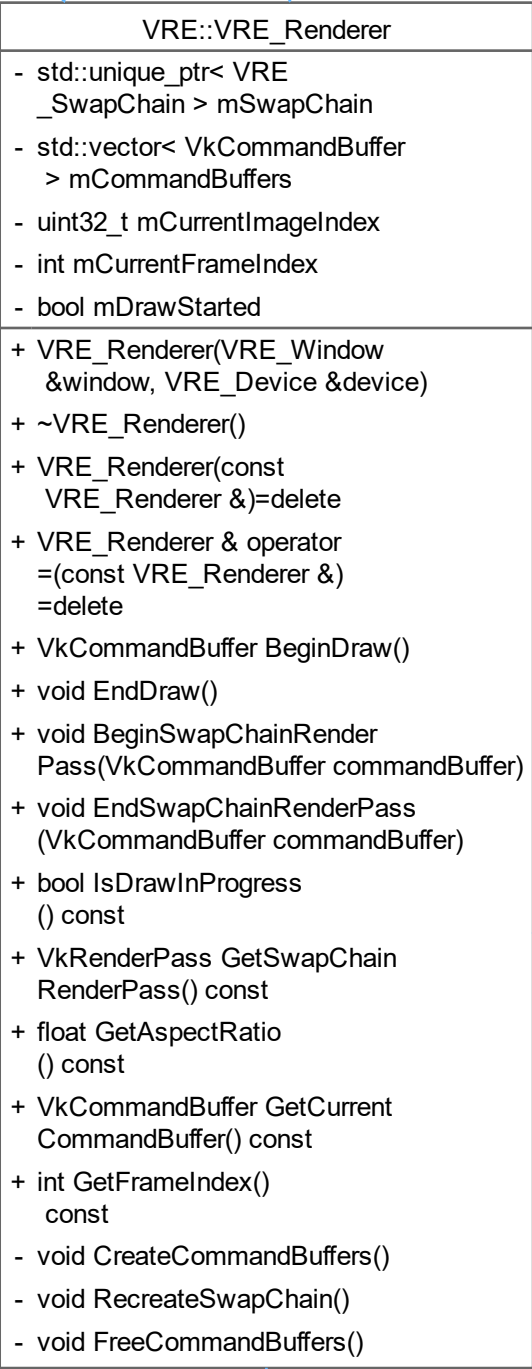 VRE::VRE_Renderer
- std::unique_ptr< VRE
_SwapChain > mSwapChain
- std::vector< VkCommandBuffer
> mCommandBuffers
- uint32_t mCurrentImageIndex
- int mCurrentFrameIndex
- bool mDrawStarted
+ VRE_Renderer(VRE_Window
&window, VRE_Device &device)
+ ~VRE_Renderer()
+ VRE_Renderer(const
VRE_Renderer &)=delete
+ VRE_Renderer & operator
=(const VRE_Renderer &)
=delete
+ VkCommandBuffer BeginDraw()
+ void EndDraw()
+ void BeginSwapChainRender
Pass(VkCommandBuffer commandBuffer)
+ void EndSwapChainRenderPass
(VkCommandBuffer commandBuffer)
+ bool IsDrawInProgress
() const
+ VkRenderPass GetSwapChain
RenderPass() const
+ float GetAspectRatio
() const
+ VkCommandBuffer GetCurrent
CommandBuffer() const
+ int GetFrameIndex()
const
- void CreateCommandBuffers()
- void RecreateSwapChain()
- void FreeCommandBuffers()